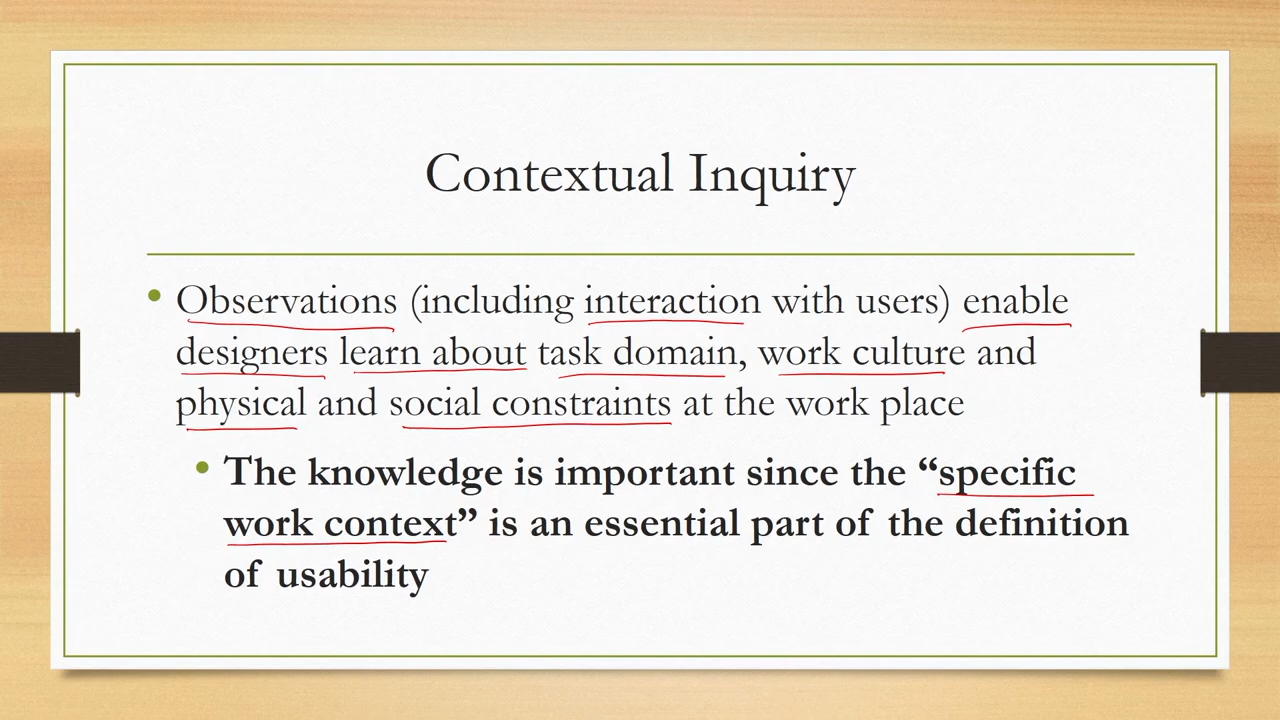 Contextual Inquiry
• Observations (including interaction with users) enable
designers learn about task domain, work culture and
physical and social constraints at the work place
• The knowledge is important since the “specific
work context” is an essential part of the definition
of usability